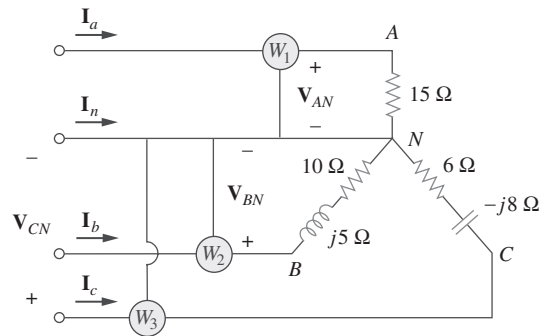 I_a
W_1
A
+
V_AN
−
15 Ω
I_n
−
−
N
10 Ω
6 Ω
V_BN
−j8 Ω
V_CN
I_b
+
j5 Ω
W_2
B
C
I_c
+
W_3